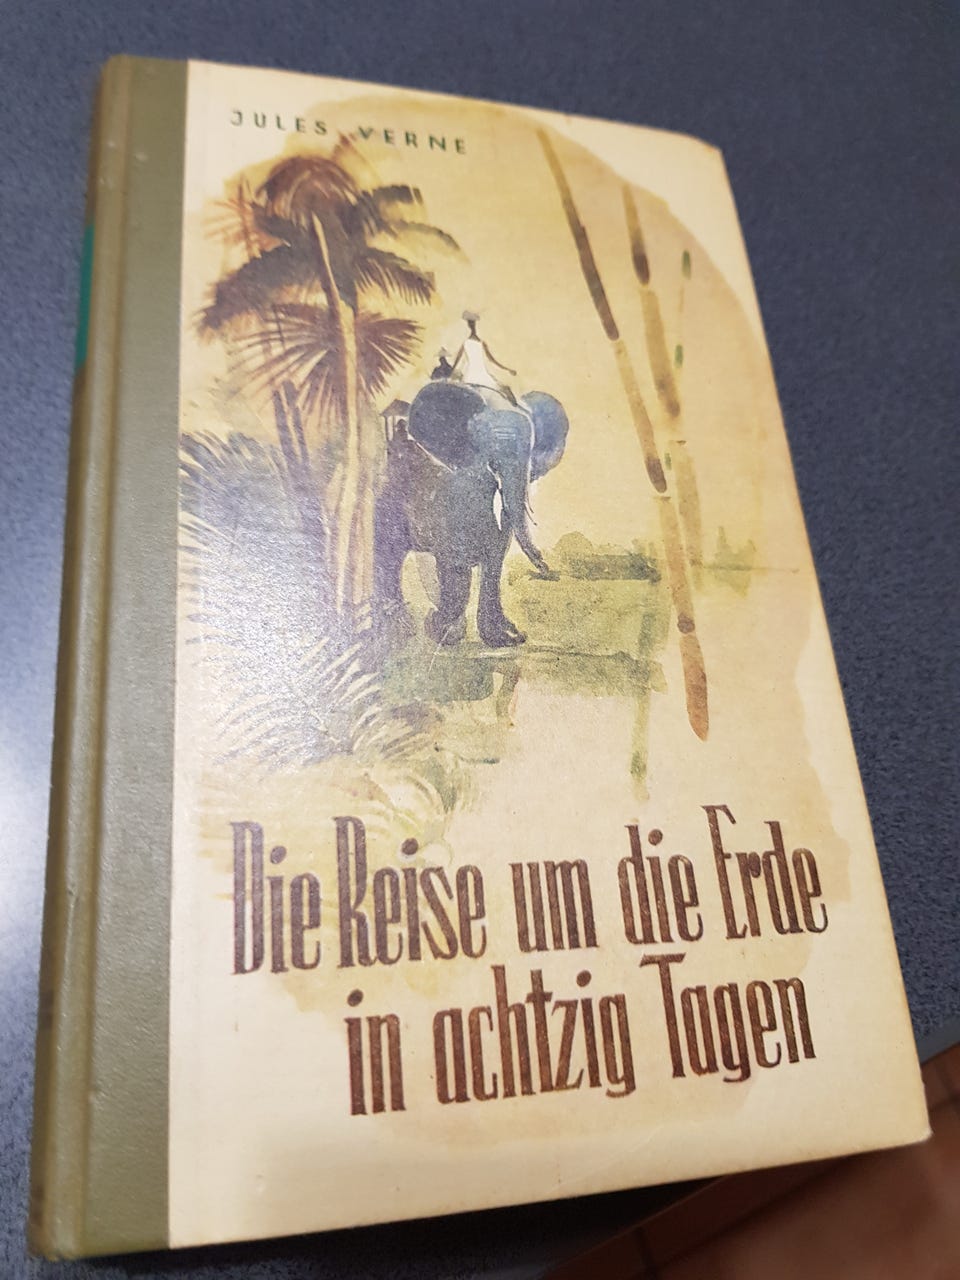 JULES VERNE
Die Reise um die Erde
in achtzig Tagen